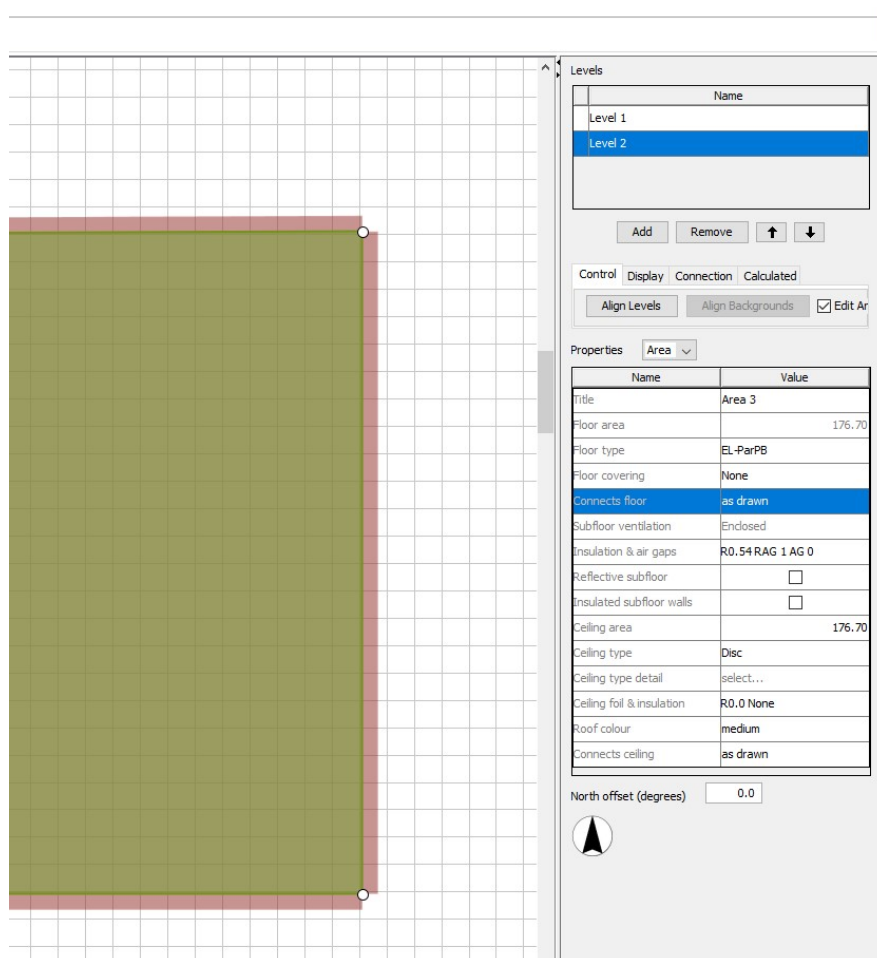 Levels
Name
Level 1
Level 2
Add Remove
Control Display Connection Calculated
Align Levels Align Backgrounds Edit Ar
Properties Area
Name Value
Title Area 3
Floor area 176.70
Floor type EL-ParPB
Floor covering None
Connects floor as drawn
Subfloor ventilation Enclosed
Insulation & air gaps R0.54 RAG 1 AG 0
Reflective subfloor
Insulated subfloor walls
Ceiling area 176.70
Ceiling type Disc
Ceiling type detail select...
Ceiling foil & insulation R0.0 None
Roof colour medium
Connects ceiling as drawn
North offset (degrees) 0.0